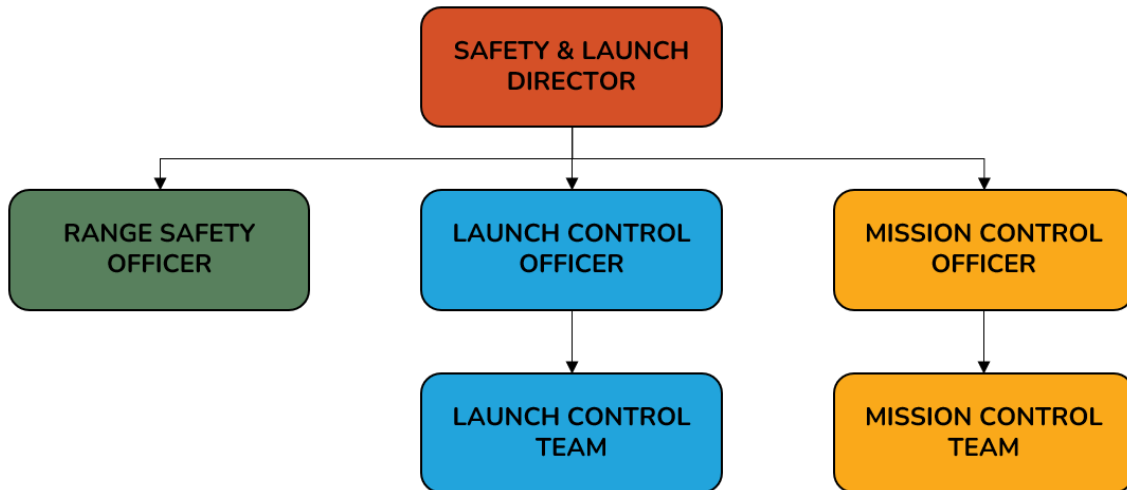 SAFETY & LAUNCH
DIRECTOR
RANGE SAFETY
OFFICER
LAUNCH CONTROL
OFFICER
MISSION CONTROL
OFFICER
LAUNCH CONTROL
TEAM
MISSION CONTROL
TEAM